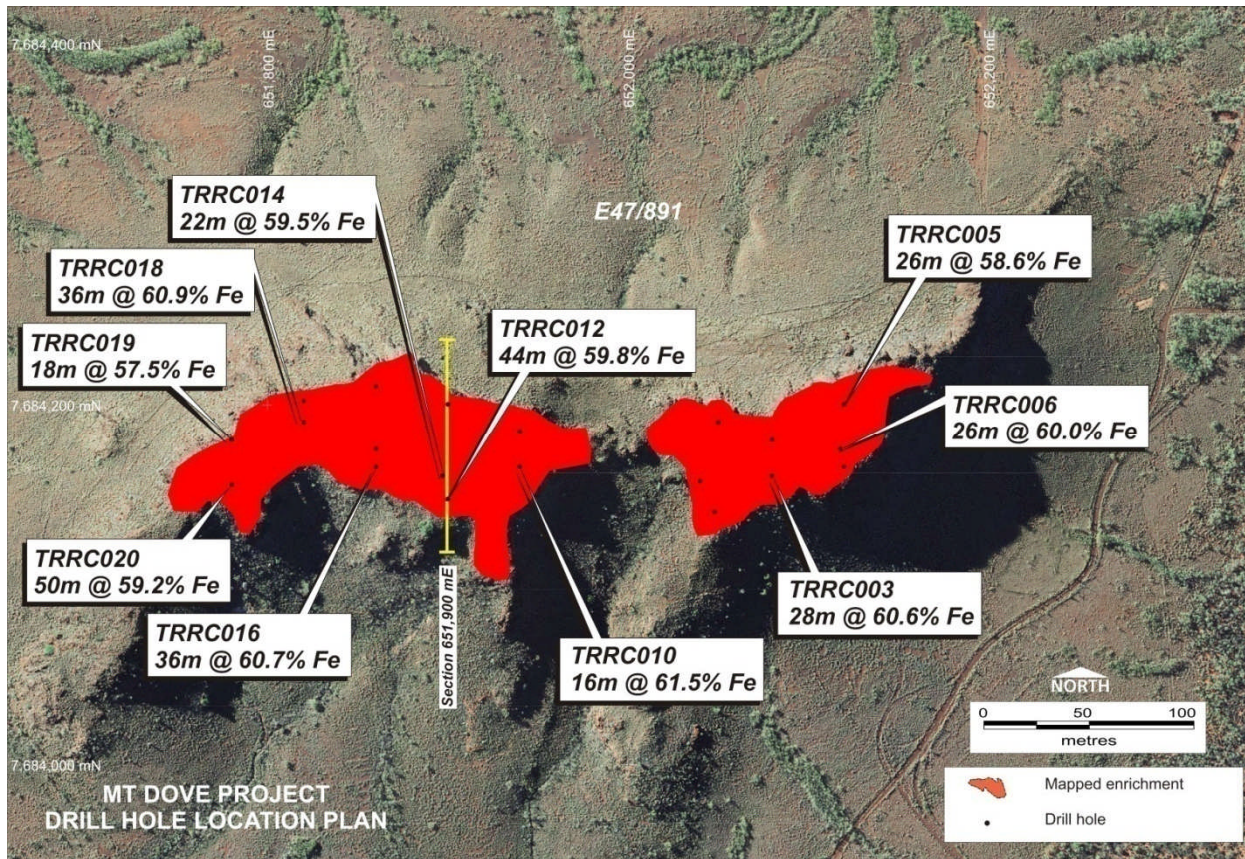 7,684,400 mN
651,800 mE
652,000 mE
652,200 mE
TRRC014
22m @ 59.5% Fe
E47/891
TRRC005
26m @ 58.6% Fe
TRRC018
36m @ 60.9% Fe
TRRC012
44m @ 59.8% Fe
TRRC019
18m @ 57.5% Fe
TRRC006
26m @ 60.0% Fe
7,684,200 mN
TRRC020
50m @ 59.2% Fe
TRRC016
36m @ 60.7% Fe
Section 651,900 mE
TRRC010
16m @ 61.5% Fe
TRRC003
28m @ 60.6% Fe
NORTH
0 50 100
metres
7,684,000 mN
MT DOVE PROJECT
DRILL HOLE LOCATION PLAN
Mapped enrichment
Drill hole